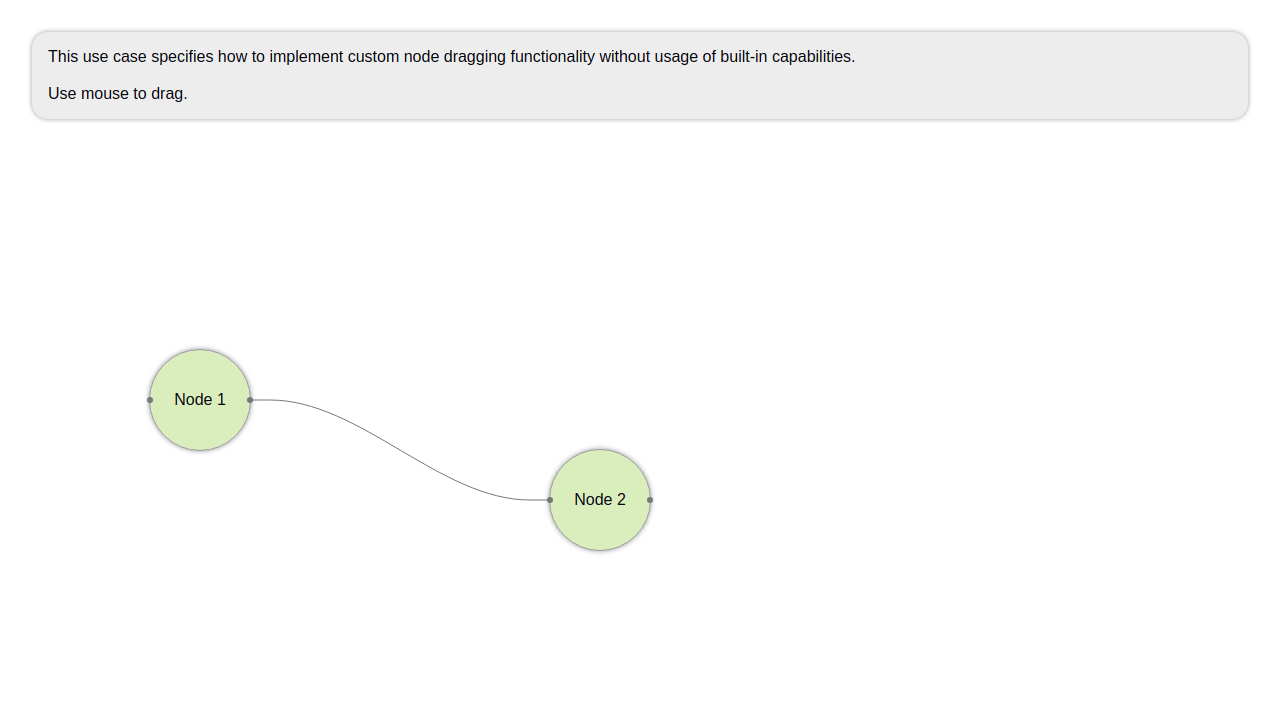 This use case specifies how to implement custom node dragging functionality without usage of built-in capabilities.
Use mouse to drag.
Node 1
Node 2